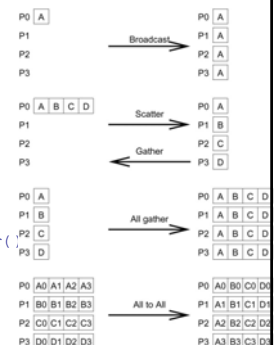 P0 A P0 A
P1 Broadcast P1 A
P2 P2 A
P3 P3 A
P0 A B C D P0 A
P1 Scatter P1 B
P2 Gather P2 C
P3 P3 D
P0 A P0 A B C D
P1 B All gather P1 A B C D
( ) P2 C P2 A B C D
P3 D P3 A B C D
P0 A0 A1 A2 A3 P0 A0 B0 C0 D0
P1 B0 B1 B2 B3 All to All P1 A1 B1 C1 D1
P2 C0 C1 C2 C3 P2 A2 B2 C2 D2
P3 D0 D1 D2 D3 P3 A3 B3 C3 D3